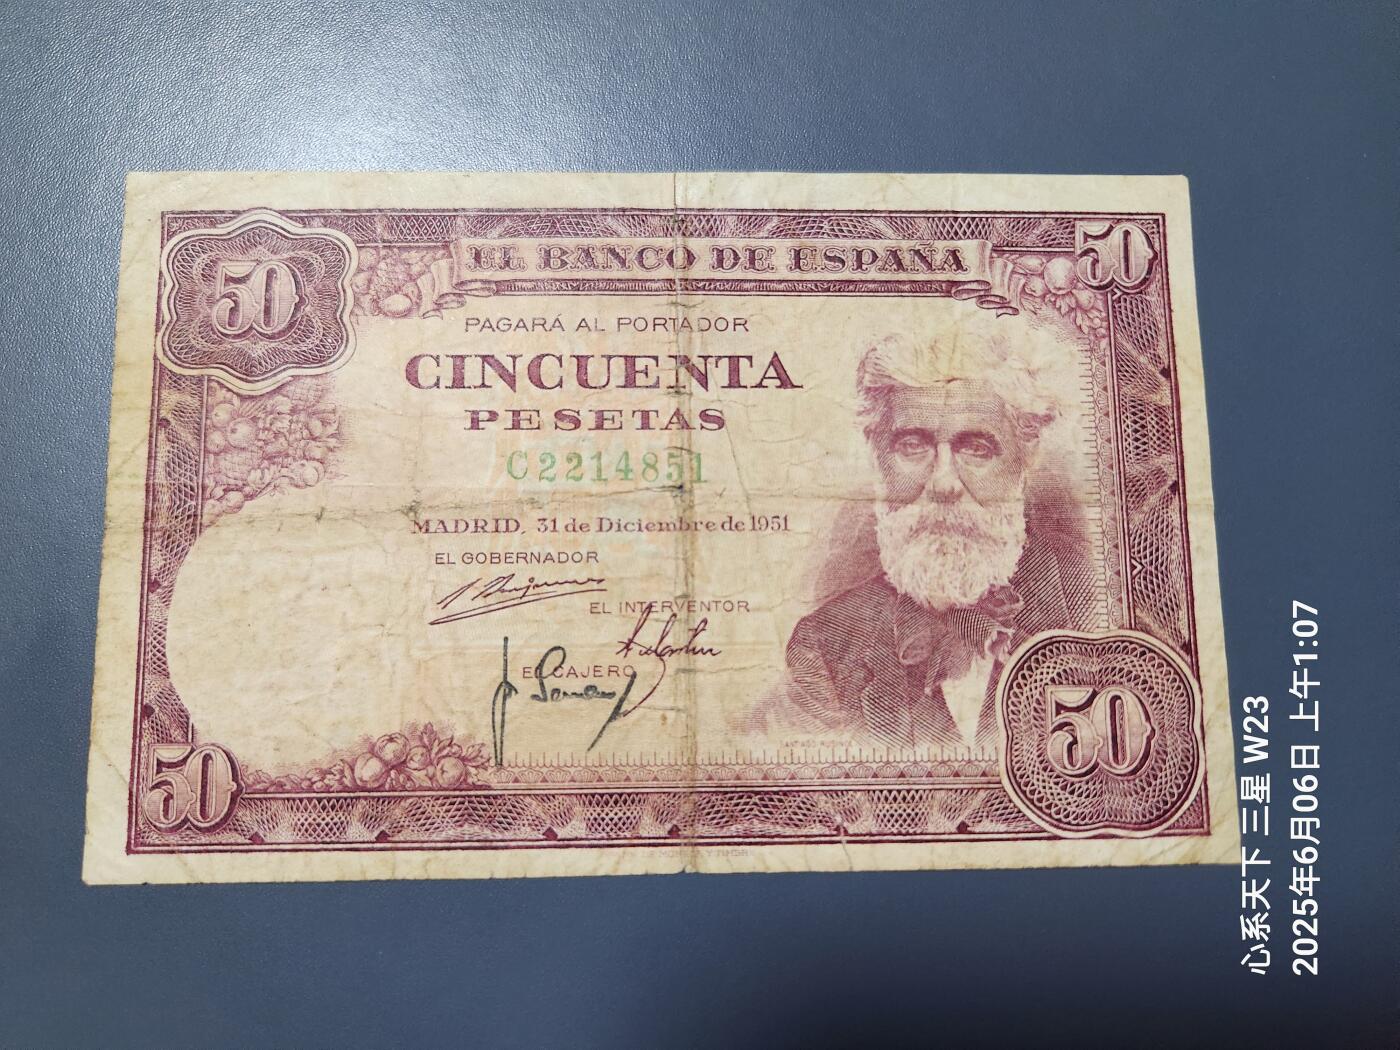 50
EL BANCO DE ESPAÑA
50
PAGARÁ AL PORTADOR
CINCUENTA
PESETAS
C2214851
MADRID, 31 de Diciembre de 1951
EL GOBERNADOR
EL INTERVENTOR
EL CAJERO
50
50
心系天下 三星 W23
2025年6月06日 上午1:07